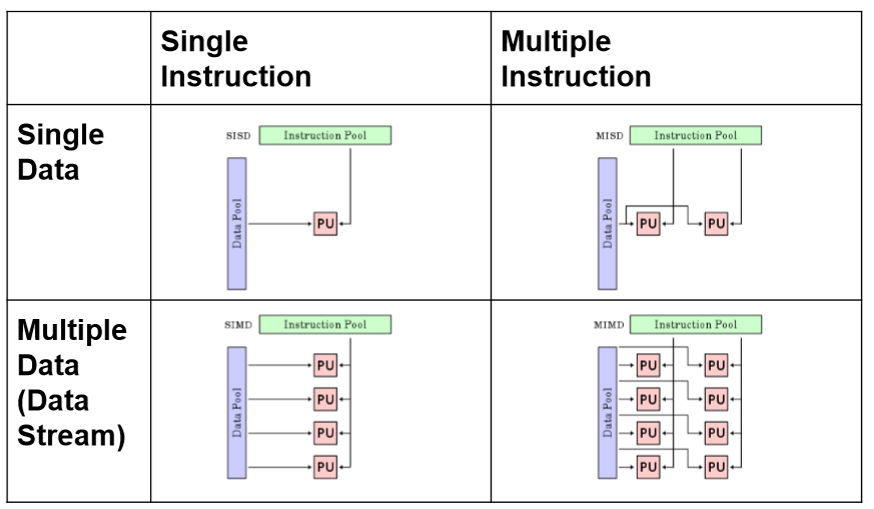 Single
Instruction
Multiple
Instruction
Single
Data
SISD
Instruction Pool
Data Pool
PU
MISD
Instruction Pool
Data Pool
PU
PU
Multiple
Data
(Data
Stream)
SIMD
Instruction Pool
Data Pool
PU
PU
PU
PU
MIMD
Instruction Pool
Data Pool
PU
PU
PU
PU
PU
PU
PU
PU